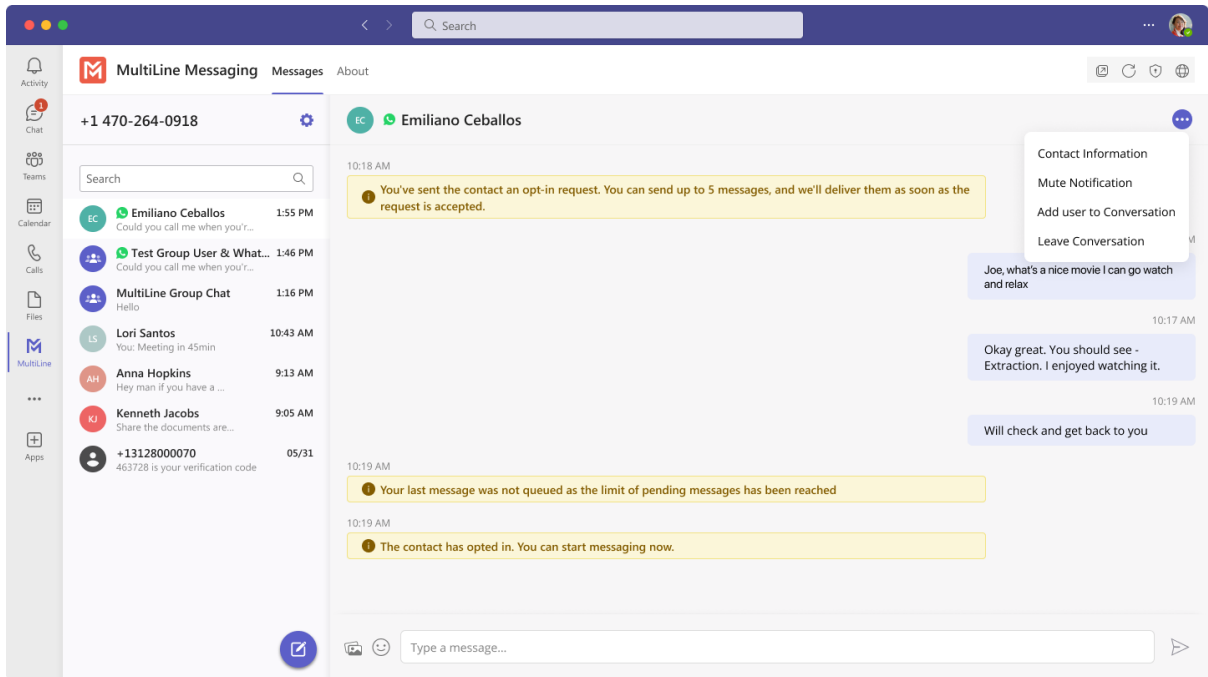 Search
Activity
1
Chat
Teams
Calendar
Calls
Files
MultiLine
Apps
MultiLine Messaging
Messages
About
+1 470-264-0918
Search
EC
Emiliano Ceballos
1:55 PM
Could you call me when you'r...
Test Group User & What...
1:46 PM
Could you call me when you'r...
MultiLine Group Chat
1:16 PM
Hello
LS
Lori Santos
10:43 AM
You: Meeting in 45min
AH
Anna Hopkins
9:13 AM
Hey man if you have a ...
KJ
Kenneth Jacobs
9:05 AM
Share the documents are...
+13128000070
05/31
463728 is your verification code
EC
Emiliano Ceballos
Contact Information
Mute Notification
Add user to Conversation
Leave Conversation
10:18 AM
You've sent the contact an opt-in request. You can send up to 5 messages, and we'll deliver them as soon as the
request is accepted.
M
Joe, what's a nice movie I can go watch
and relax
10:17 AM
Okay great. You should see -
Extraction. I enjoyed watching it.
10:19 AM
Will check and get back to you
10:19 AM
Your last message was not queued as the limit of pending messages has been reached
10:19 AM
The contact has opted in. You can start messaging now.
Type a message...